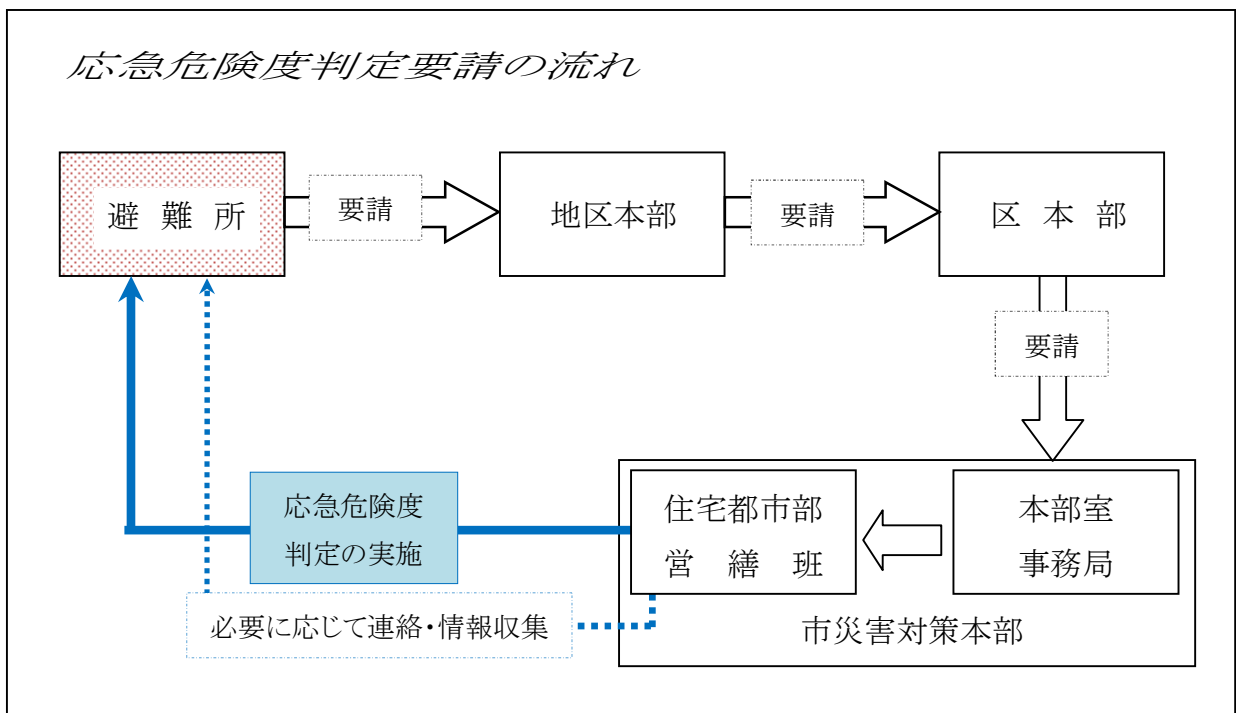 応急危険度判定要請の流れ
避難所
要請
地区本部
要請
区本部
要請
応急危険度
判定の実施
住宅都市部
営繕班
本部室
事務局
必要に応じて連絡・情報収集
市災害対策本部